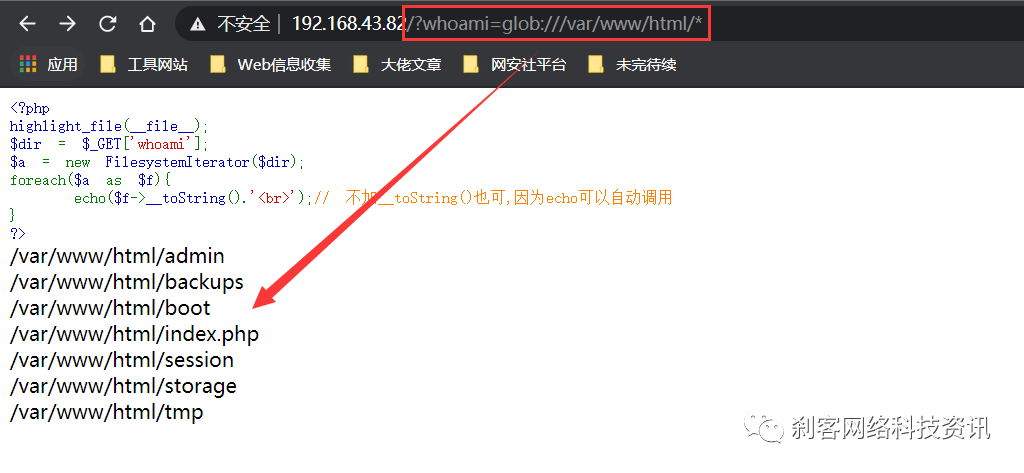 不安全 | 192.168.43.82/?whoami=glob:///var/www/html/*
应用 工具网站 Web信息收集 大佬文章 网安社平台 未完待续
<?php
highlight_file(__file__);
$dir = $_GET['whoami'];
$a = new FilesystemIterator($dir);
foreach($a as $f){
echo($f->__toString().'<br>');// 不加__toString()也可,因为echo可以自动调用
}
?>
/var/www/html/admin
/var/www/html/backups
/var/www/html/boot
/var/www/html/index.php
/var/www/html/session
/var/www/html/storage
/var/www/html/tmp
刹客网络科技资讯